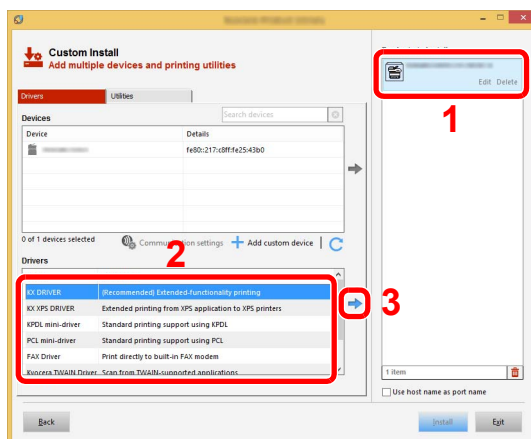 Custom Install
Add multiple devices and printing utilities
Edit Delete
1
Drivers Utilities
Devices
Search devices
Device Details
fe80::217:c8ff:fe25:43b0
0 of 1 devices selected
Communication settings
Add custom device
2
Drivers
KX DRIVER (Recommended) Extended-functionality printing
KX XPS DRIVER Extended printing from XPS application to XPS printers
KPDL mini-driver Standard printing support using KPDL
PCL mini-driver Standard printing support using PCL
FAX Driver Print directly to built-in FAX modem
Kyocera TWAIN Driver Scan from TWAIN-supported applications
3
1 item
Use host name as port name
Back Install Exit